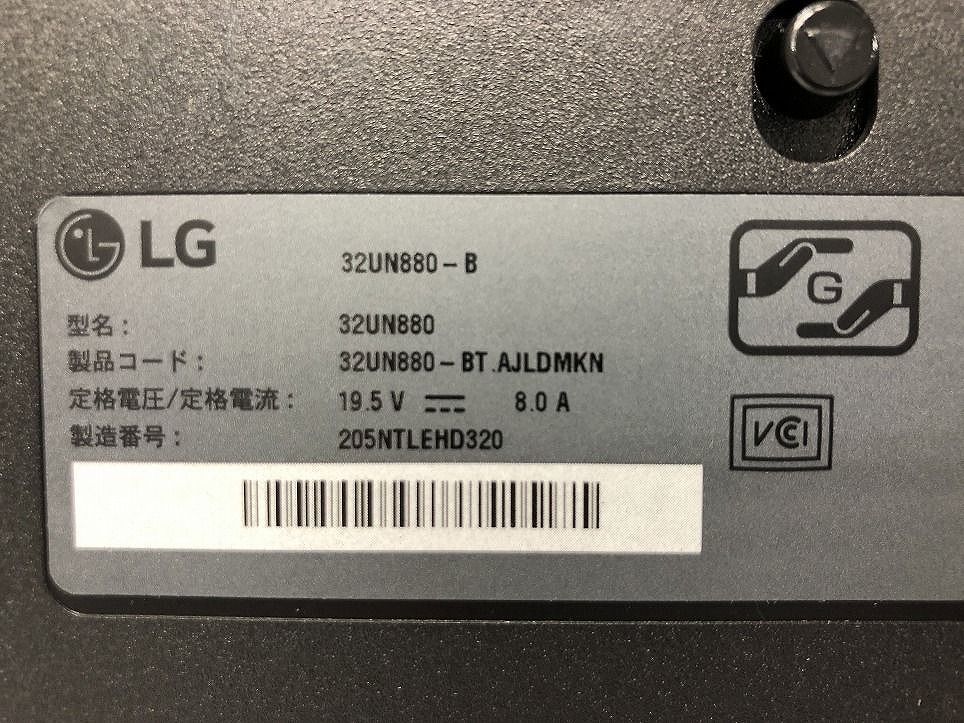 LG
32UN880-B
型名： 32UN880
製品コード： 32UN880-BT.AJLDMKN
定格電圧/定格電流： 19.5 V ⎓ 8.0 A
製造番号： 205NTLEHD320
G
VCCI